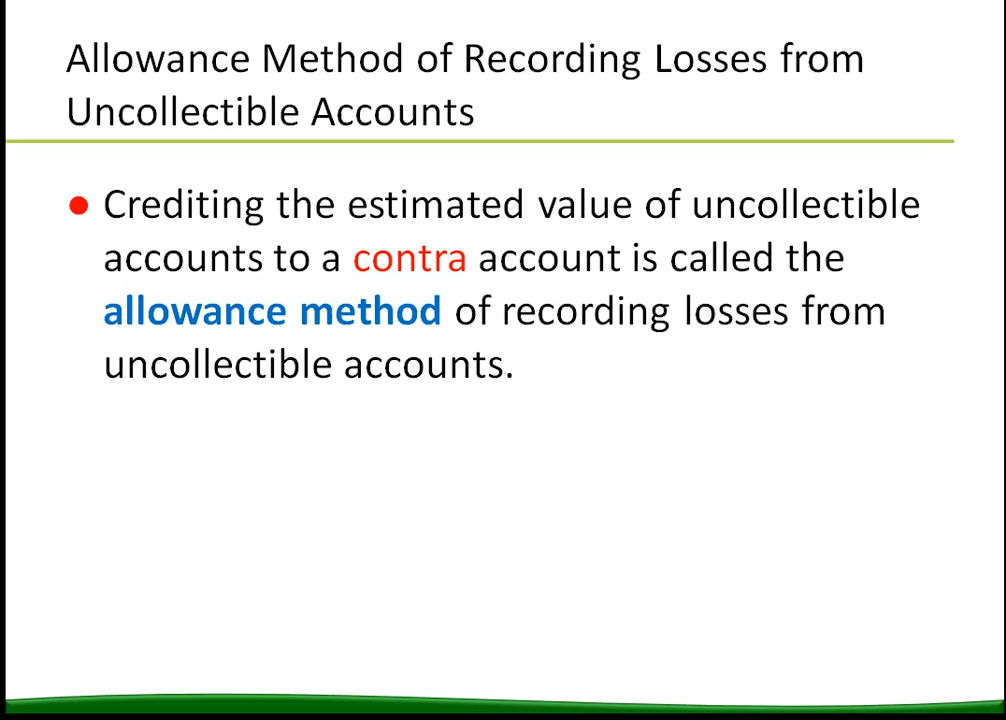 Allowance Method of Recording Losses from
Uncollectible Accounts
● Crediting the estimated value of uncollectible
accounts to a contra account is called the
allowance method of recording losses from
uncollectible accounts.